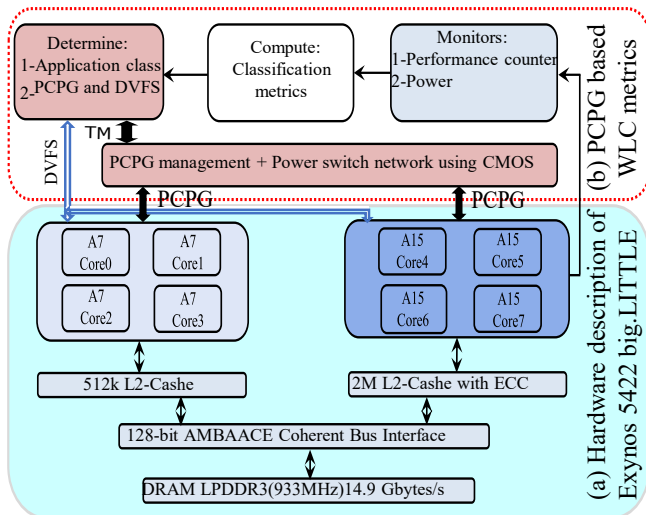 Determine:
1-Application class
2-PCPG and DVFS
Compute:
Classification
metrics
Monitors:
1-Performance counter
2-Power
TM
DVFS
PCPG management + Power switch network using CMOS
PCPG
PCPG
(b) PCPG based
WLC metrics
A7
Core0
A7
Core1
A7
Core2
A7
Core3
A15
Core4
A15
Core5
A15
Core6
A15
Core7
512k L2-Cashe
2M L2-Cashe with ECC
128-bit AMBAACE Coherent Bus Interface
DRAM LPDDR3(933MHz)14.9 Gbytes/s
(a) Hardware description of
Exynos 5422 big.LITTLE